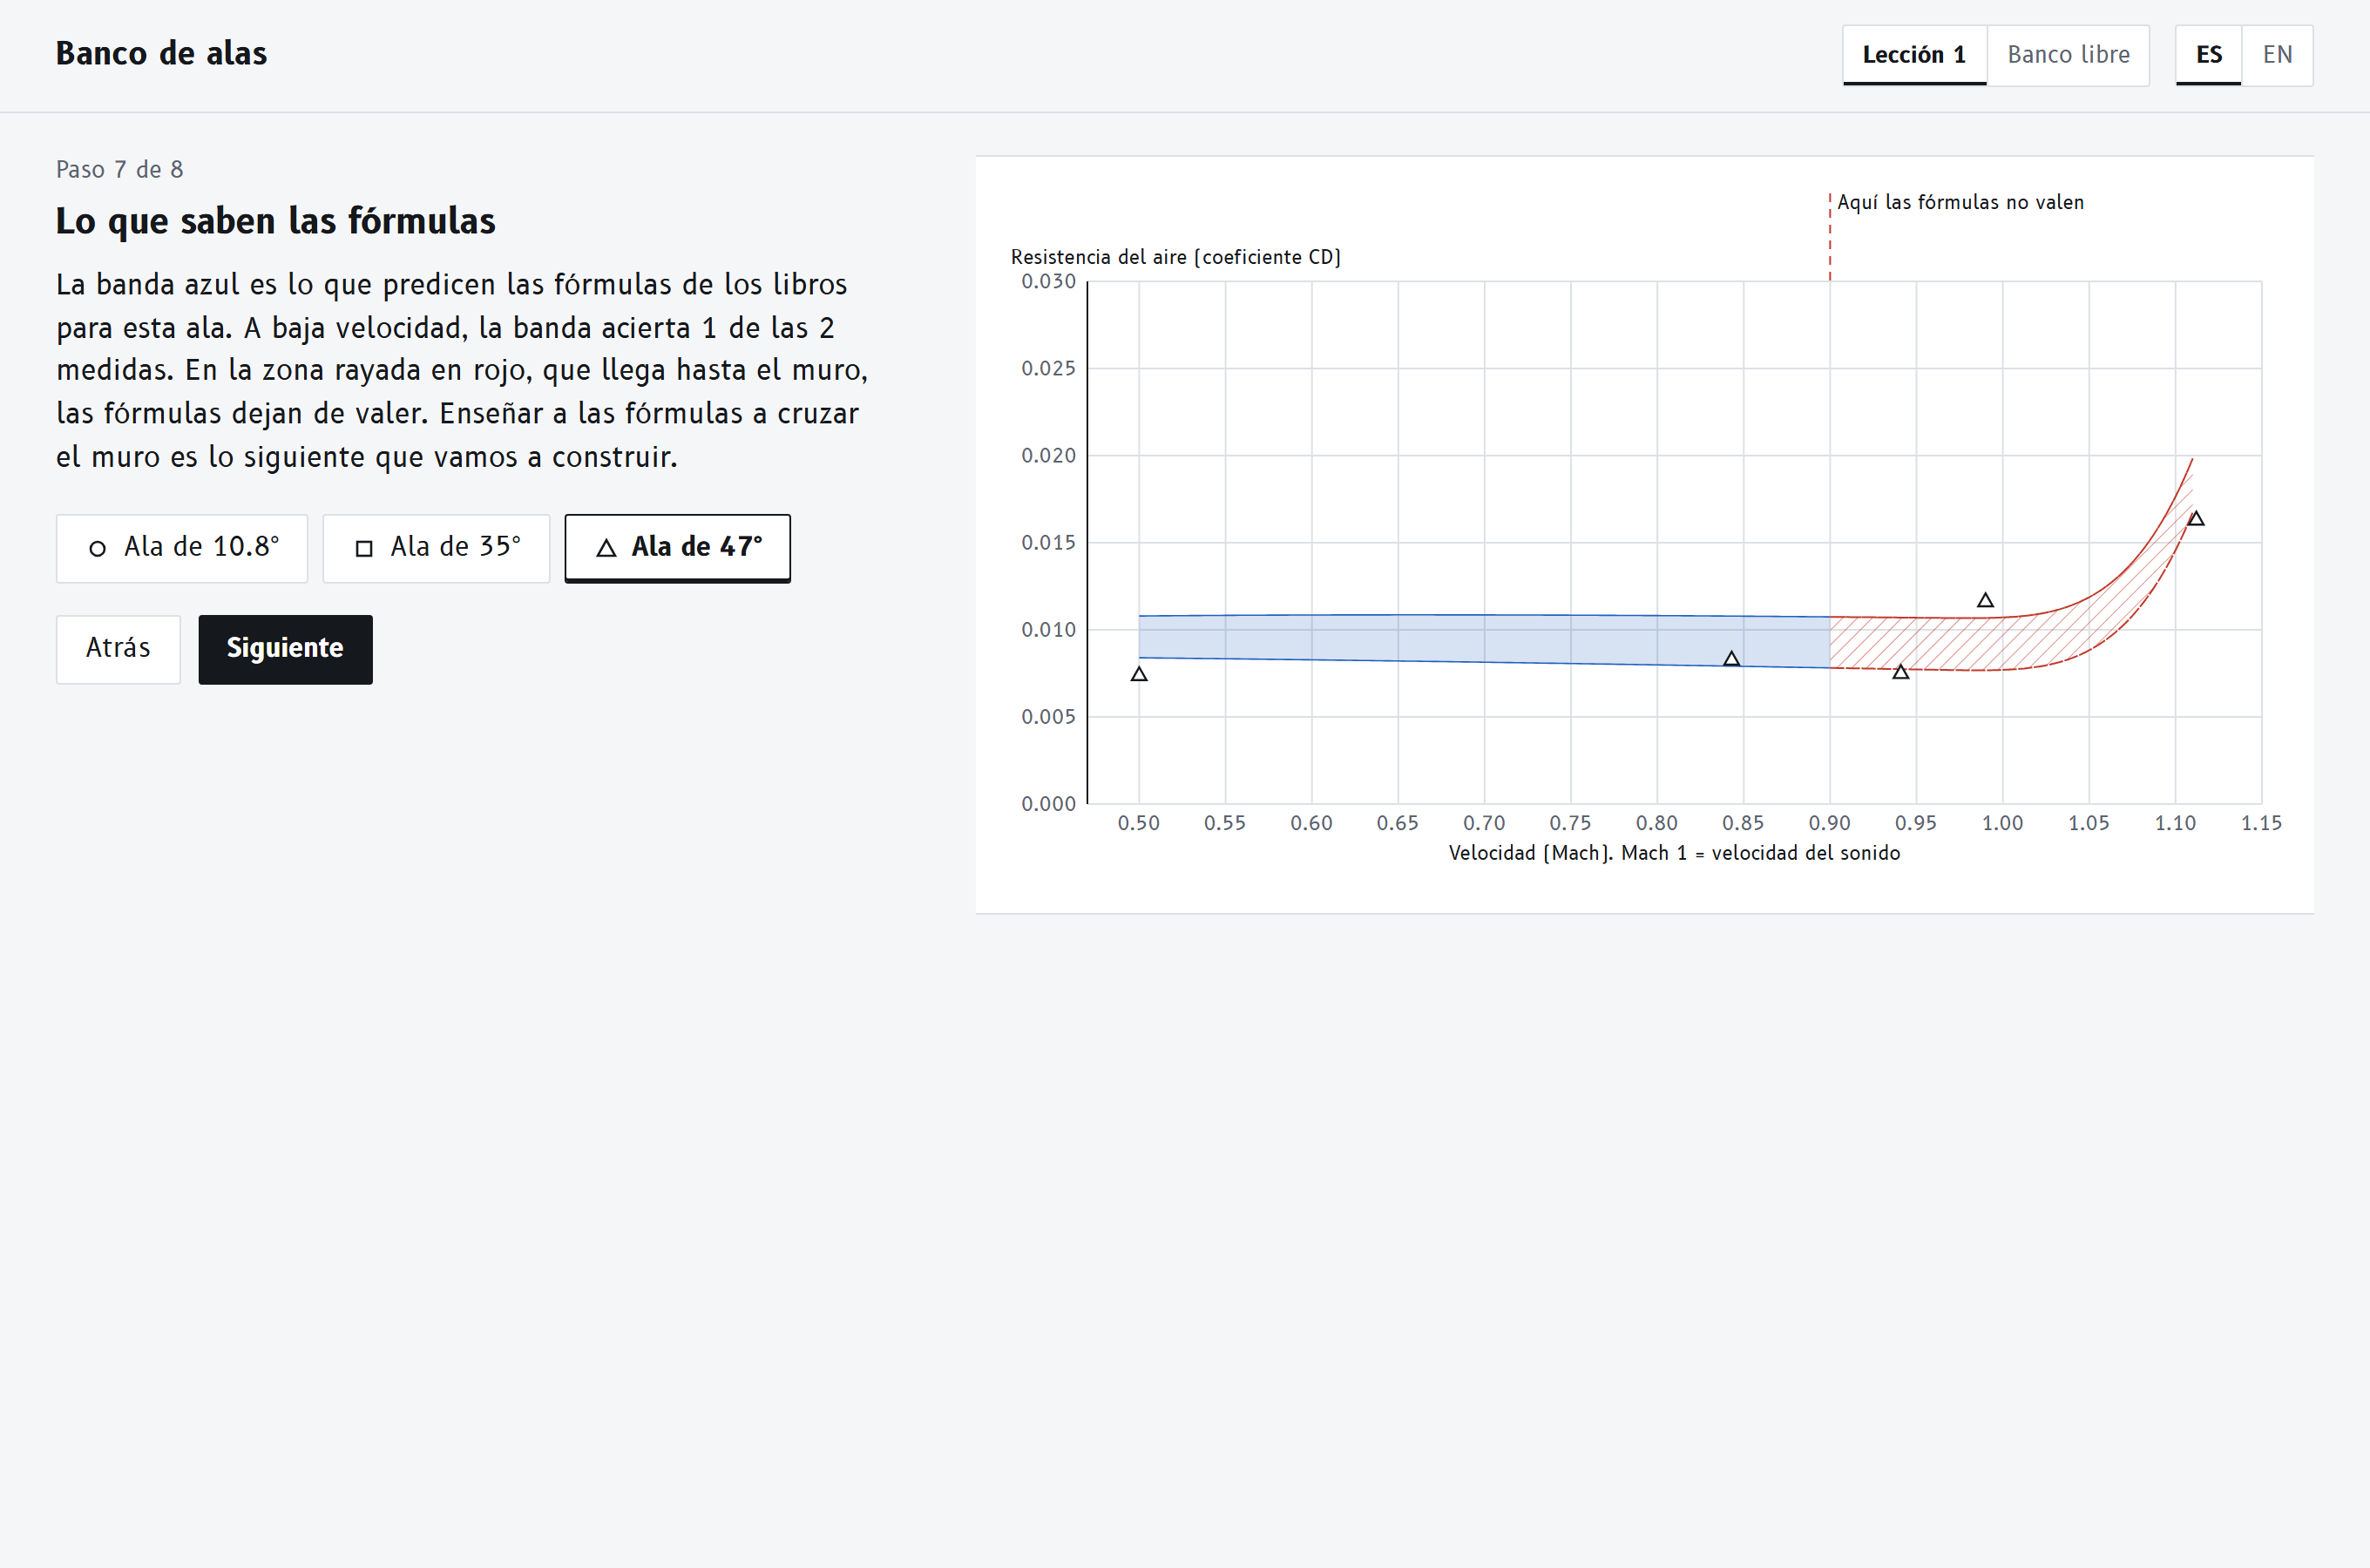 Banco de alas
Lección 1
Banco libre
ES
EN
Paso 7 de 8
Lo que saben las fórmulas
La banda azul es lo que predicen las fórmulas de los libros
para esta ala. A baja velocidad, la banda acierta 1 de las 2
medidas. En la zona rayada en rojo, que llega hasta el muro,
las fórmulas dejan de valer. Enseñar a las fórmulas a cruzar
el muro es lo siguiente que vamos a construir.
Ala de 10.8°
Ala de 35°
Ala de 47°
Atrás
Siguiente
Aquí las fórmulas no valen
Resistencia del aire (coeficiente CD)
0.030
0.025
0.020
0.015
0.010
0.005
0.000
0.50 0.55 0.60 0.65 0.70 0.75 0.80 0.85 0.90 0.95 1.00 1.05 1.10 1.15
Velocidad (Mach). Mach 1 = velocidad del sonido